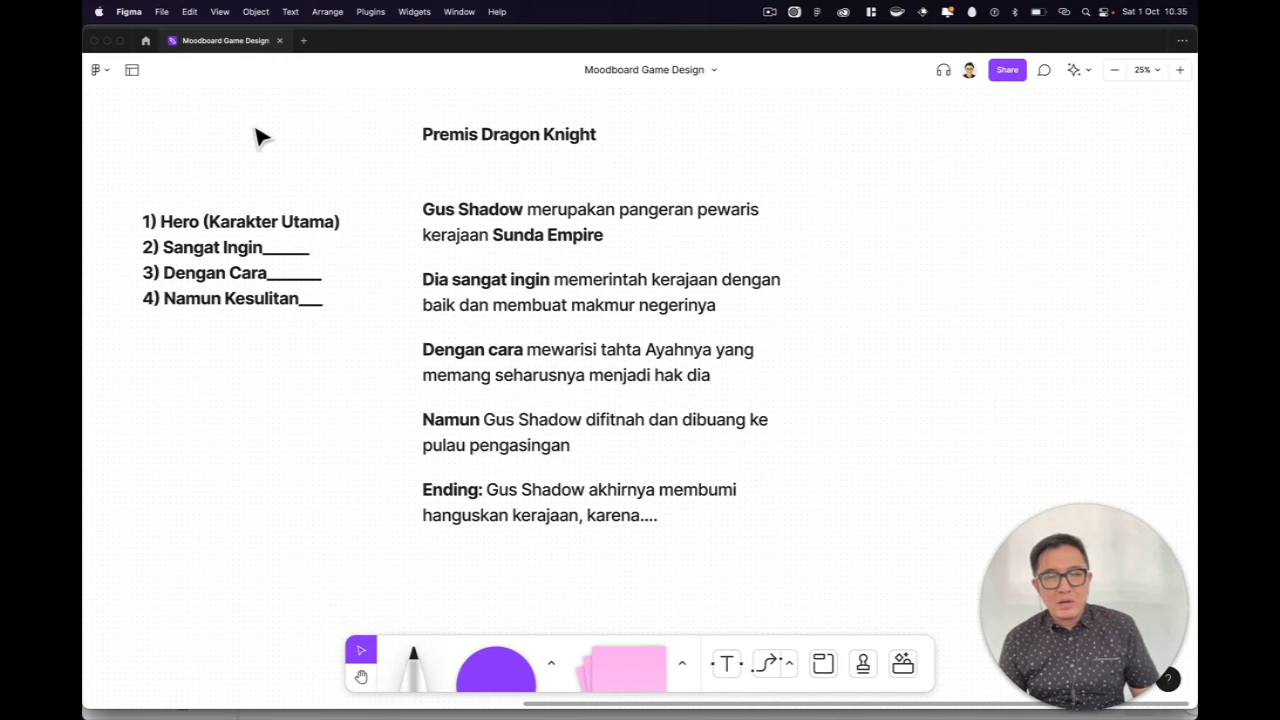 Figma File Edit View Object Text Arrange Plugins Widgets Window Help
Sat 1 Oct 10.35
Moodboard Game Design
Moodboard Game Design
Share
25%
Premis Dragon Knight
1) Hero (Karakter Utama)
2) Sangat Ingin______
3) Dengan Cara_______
4) Namun Kesulitan___
Gus Shadow merupakan pangeran pewaris
kerajaan Sunda Empire
Dia sangat ingin memerintah kerajaan dengan
baik dan membuat makmur negerinya
Dengan cara mewarisi tahta Ayahnya yang
memang seharusnya menjadi hak dia
Namun Gus Shadow difitnah dan dibuang ke
pulau pengasingan
Ending: Gus Shadow akhirnya membumi
hanguskan kerajaan, karena....
T
?